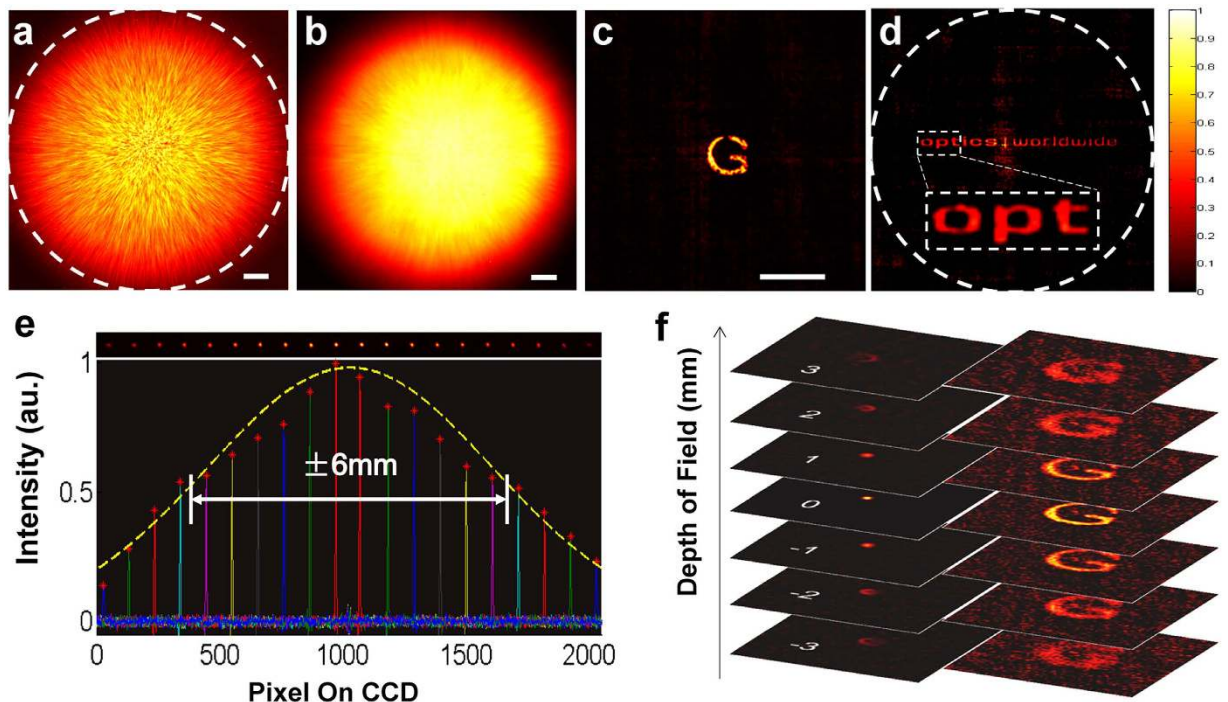 a
b
c
d
G
optics worldwide
opt
1
0.9
0.8
0.7
0.6
0.5
0.4
0.3
0.2
0.1
0
e
Intensity (au.)
1
0.5
0
±6mm
0 500 1000 1500 2000
Pixel On CCD
f
Depth of Field (mm)
3 G
2 G
1 G
0 G
-1 G
-2 G
-3 G